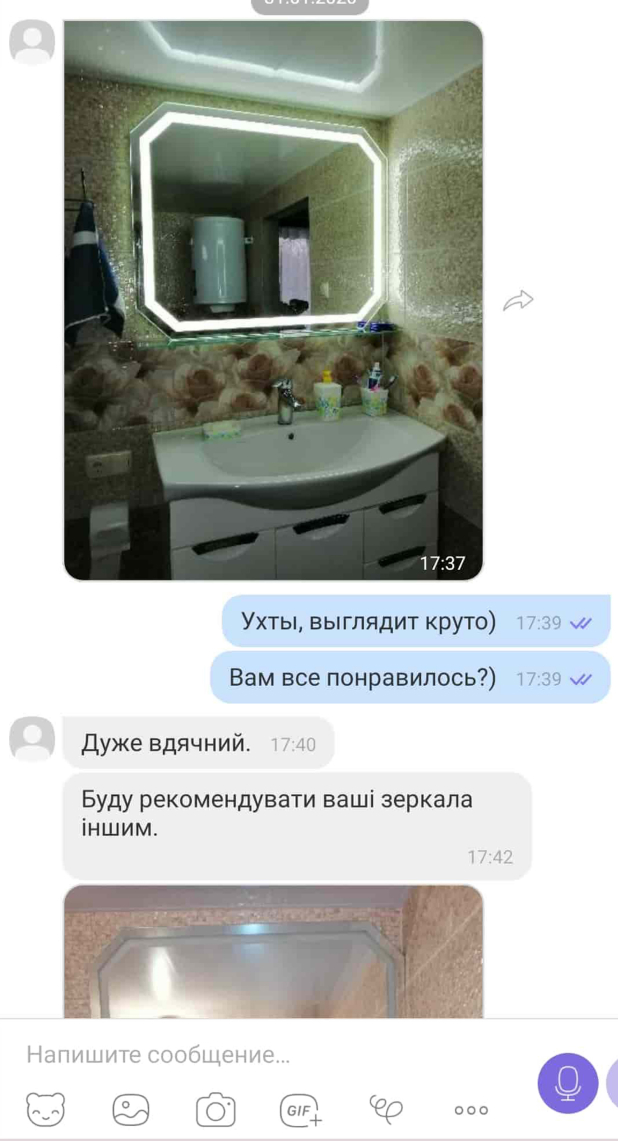 17:37
Ухты, выглядит круто) 17:39
Вам все понравилось?) 17:39
Дуже вдячний. 17:40
Буду рекомендувати ваші зеркала
іншим.
17:42
Напишите сообщение...
GIF